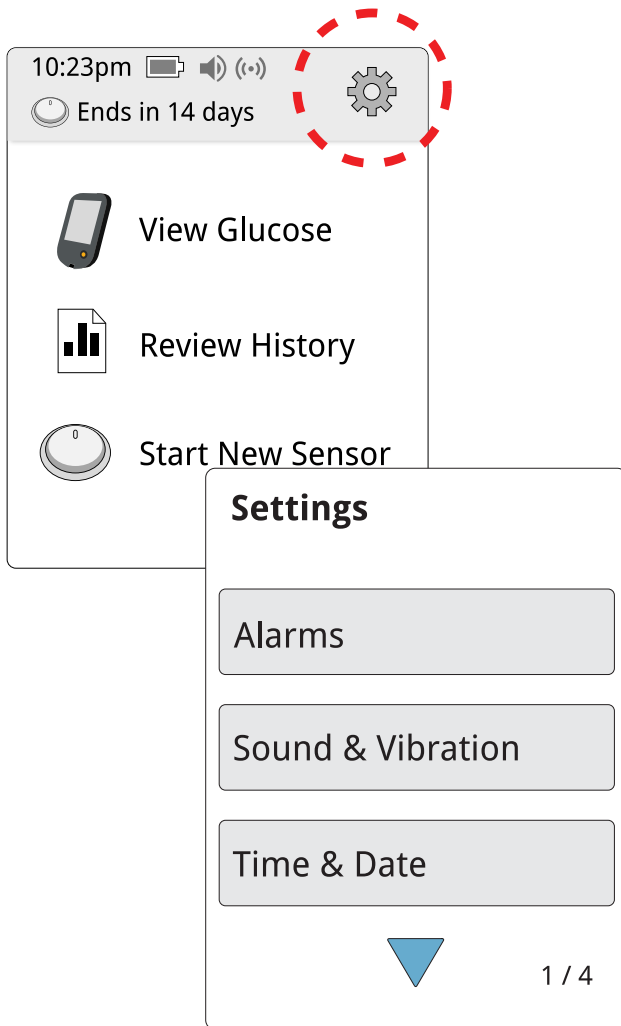 10:23pm
Ends in 14 days
View Glucose
Review History
Start New Sensor
Settings
Alarms
Sound & Vibration
Time & Date
1 / 4